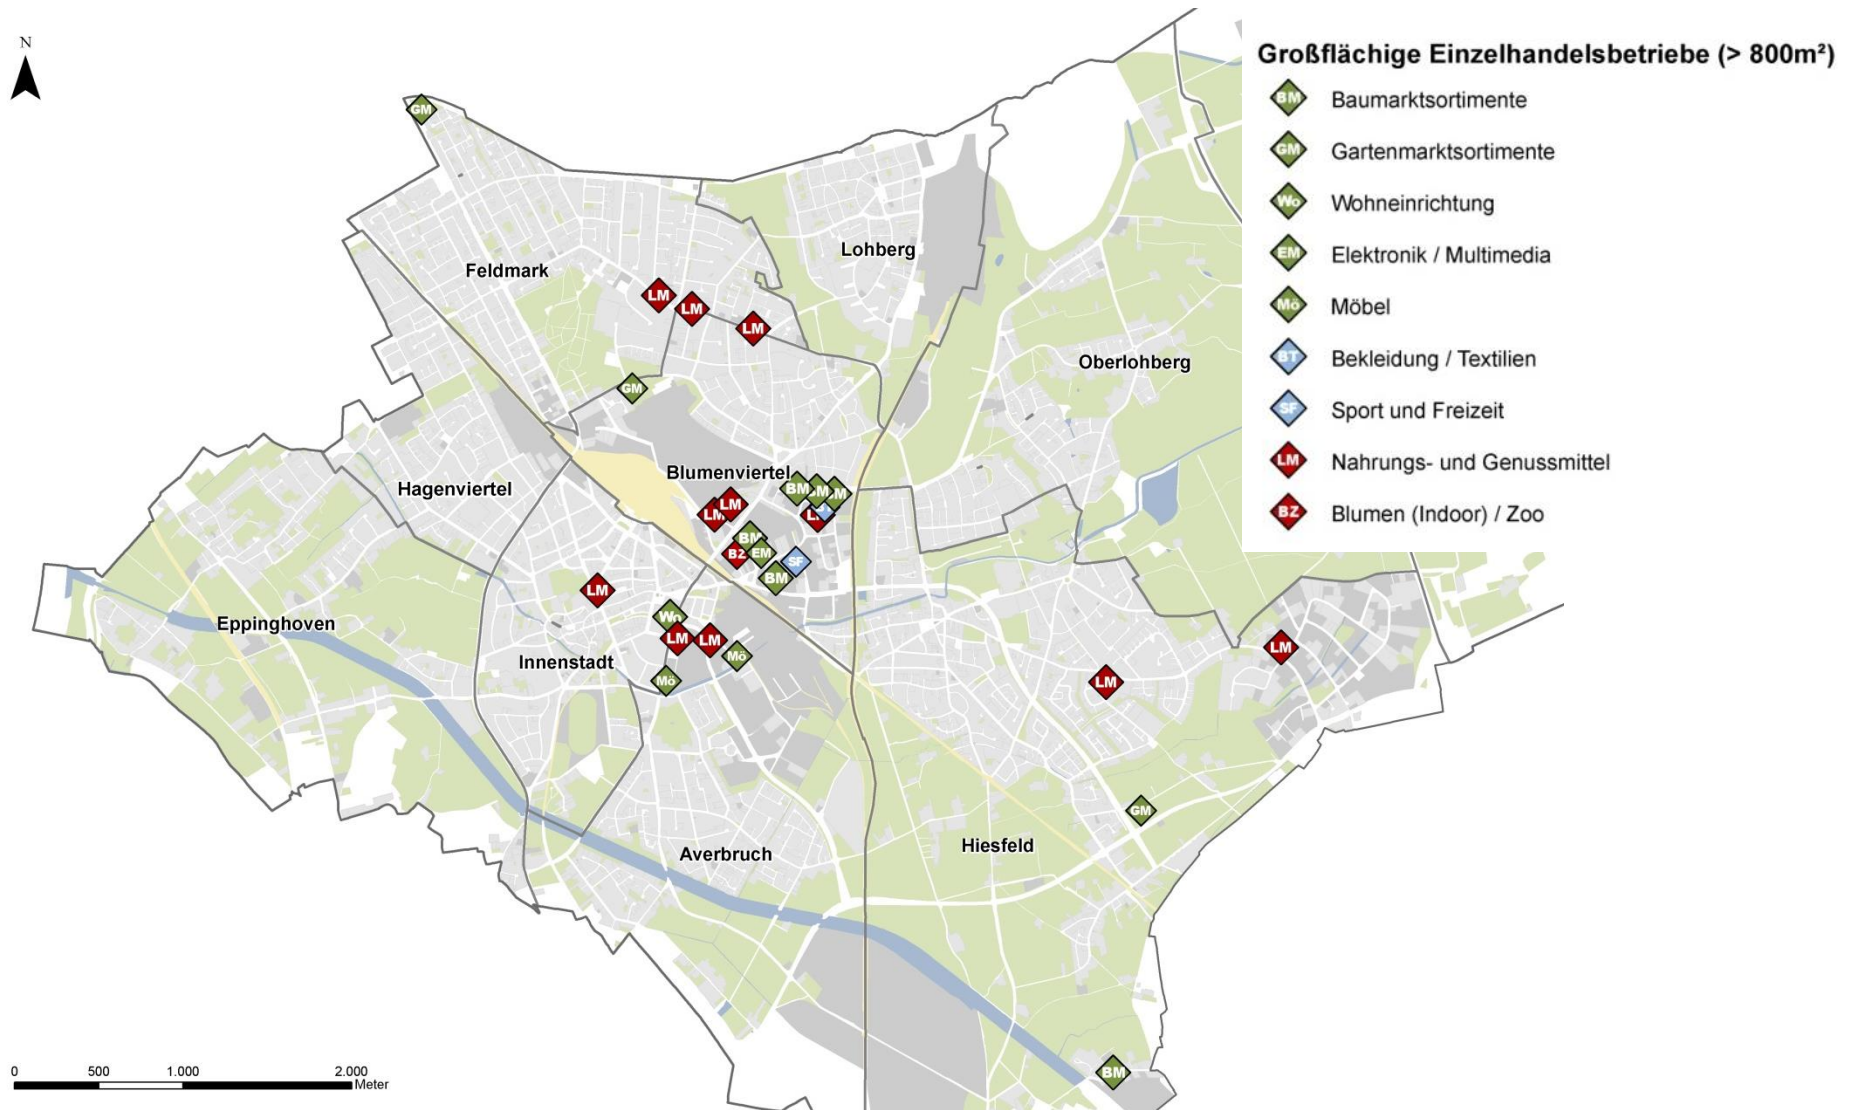 N
Großflächige Einzelhandelsbetriebe (> 800m²)
BM Baumarktsortimente
GM Gartenmarktsortimente
Wo Wohneinrichtung
EM Elektronik / Multimedia
Mö Möbel
BT Bekleidung / Textilien
SF Sport und Freizeit
LM Nahrungs- und Genussmittel
BZ Blumen (Indoor) / Zoo
GM
Lohberg
Feldmark
LM
LM
LM
Oberlohberg
GM
Blumenviertel
BM
Hagenviertel
LM
BM
BZ
EM
SF
BM
LM
Wo
Eppinghoven
LM
LM
LM
Innenstadt
Mö
Mö
LM
GM
Hiesfeld
Averbruch
BM
0 500 1.000 2.000
Meter